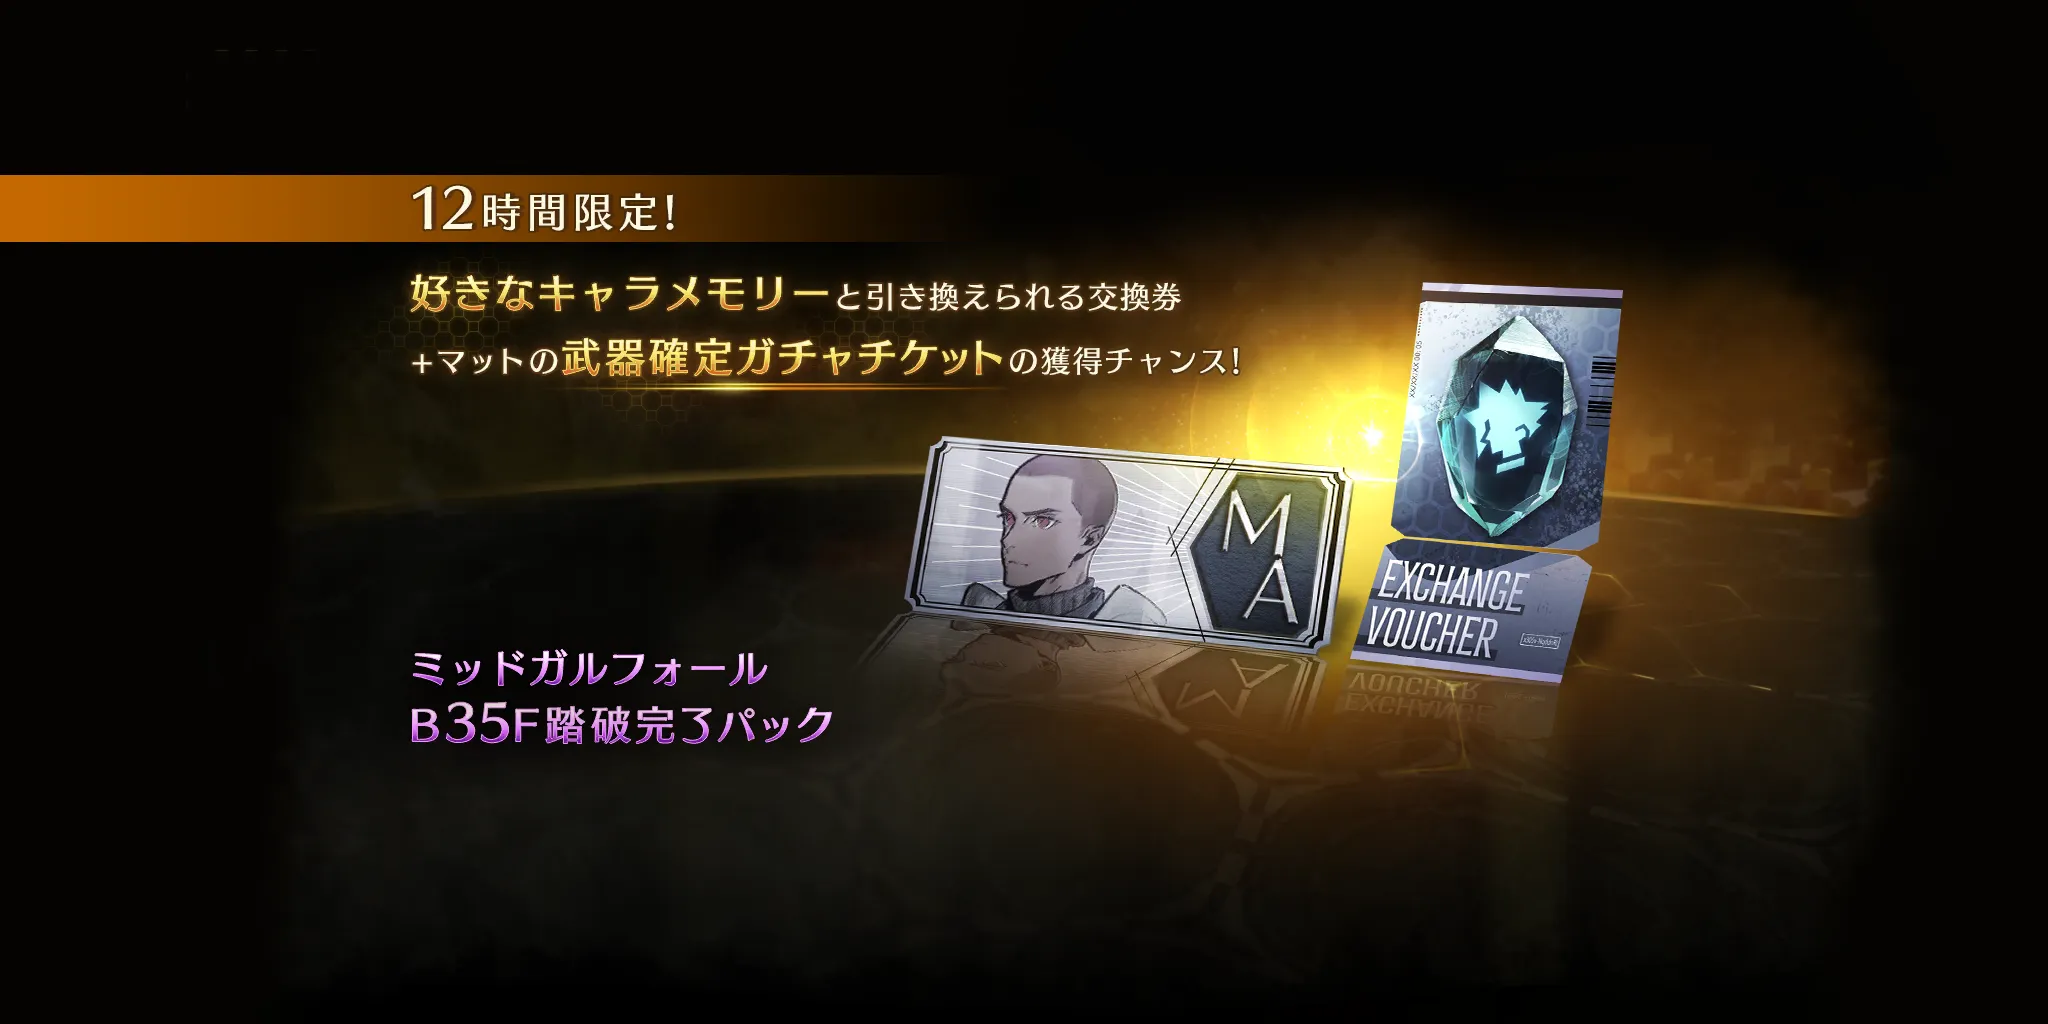 12時間限定!
好きなキャラメモリーと引き換えられる交換券
+マットの武器確定ガチャチケットの獲得チャンス!
MA
EXCHANGE
VOUCHER
ミッドガルフォール
B35F踏破完了パック